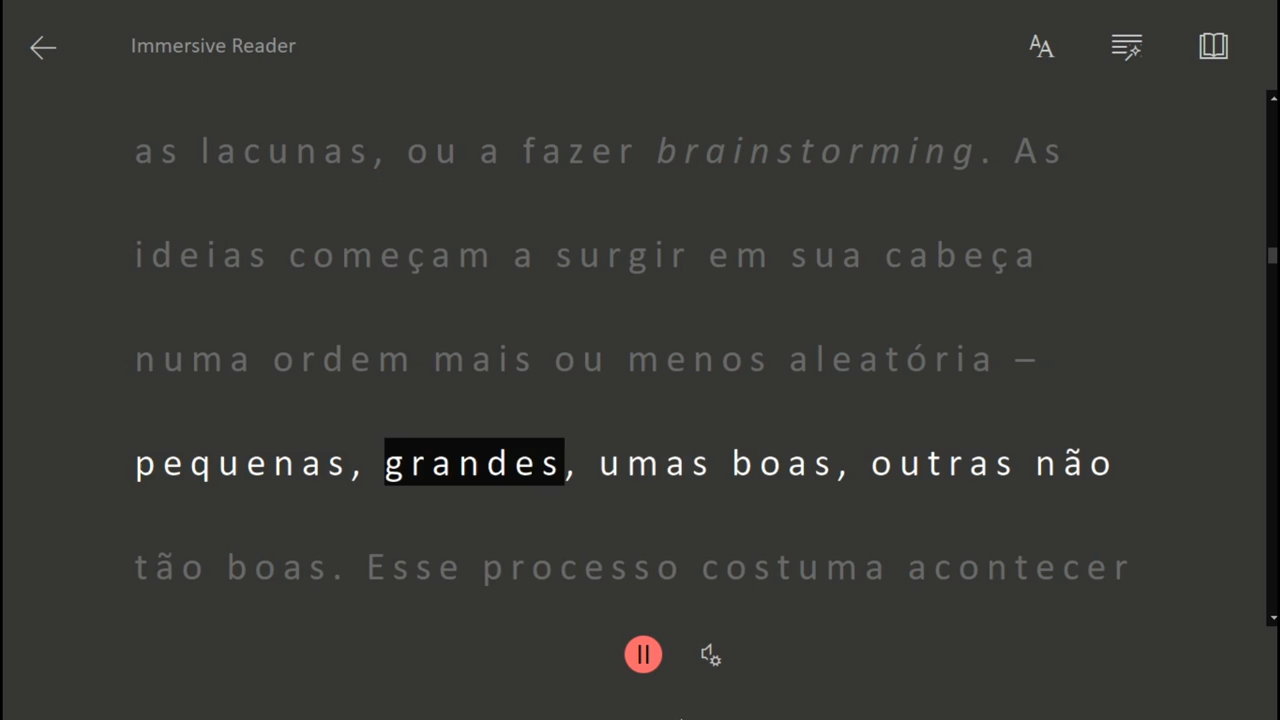 Immersive Reader
as lacunas, ou a fazer brainstorming. As
ideias começam a surgir em sua cabeça
numa ordem mais ou menos aleatória –
pequenas, grandes, umas boas, outras não
tão boas. Esse processo costuma acontecer